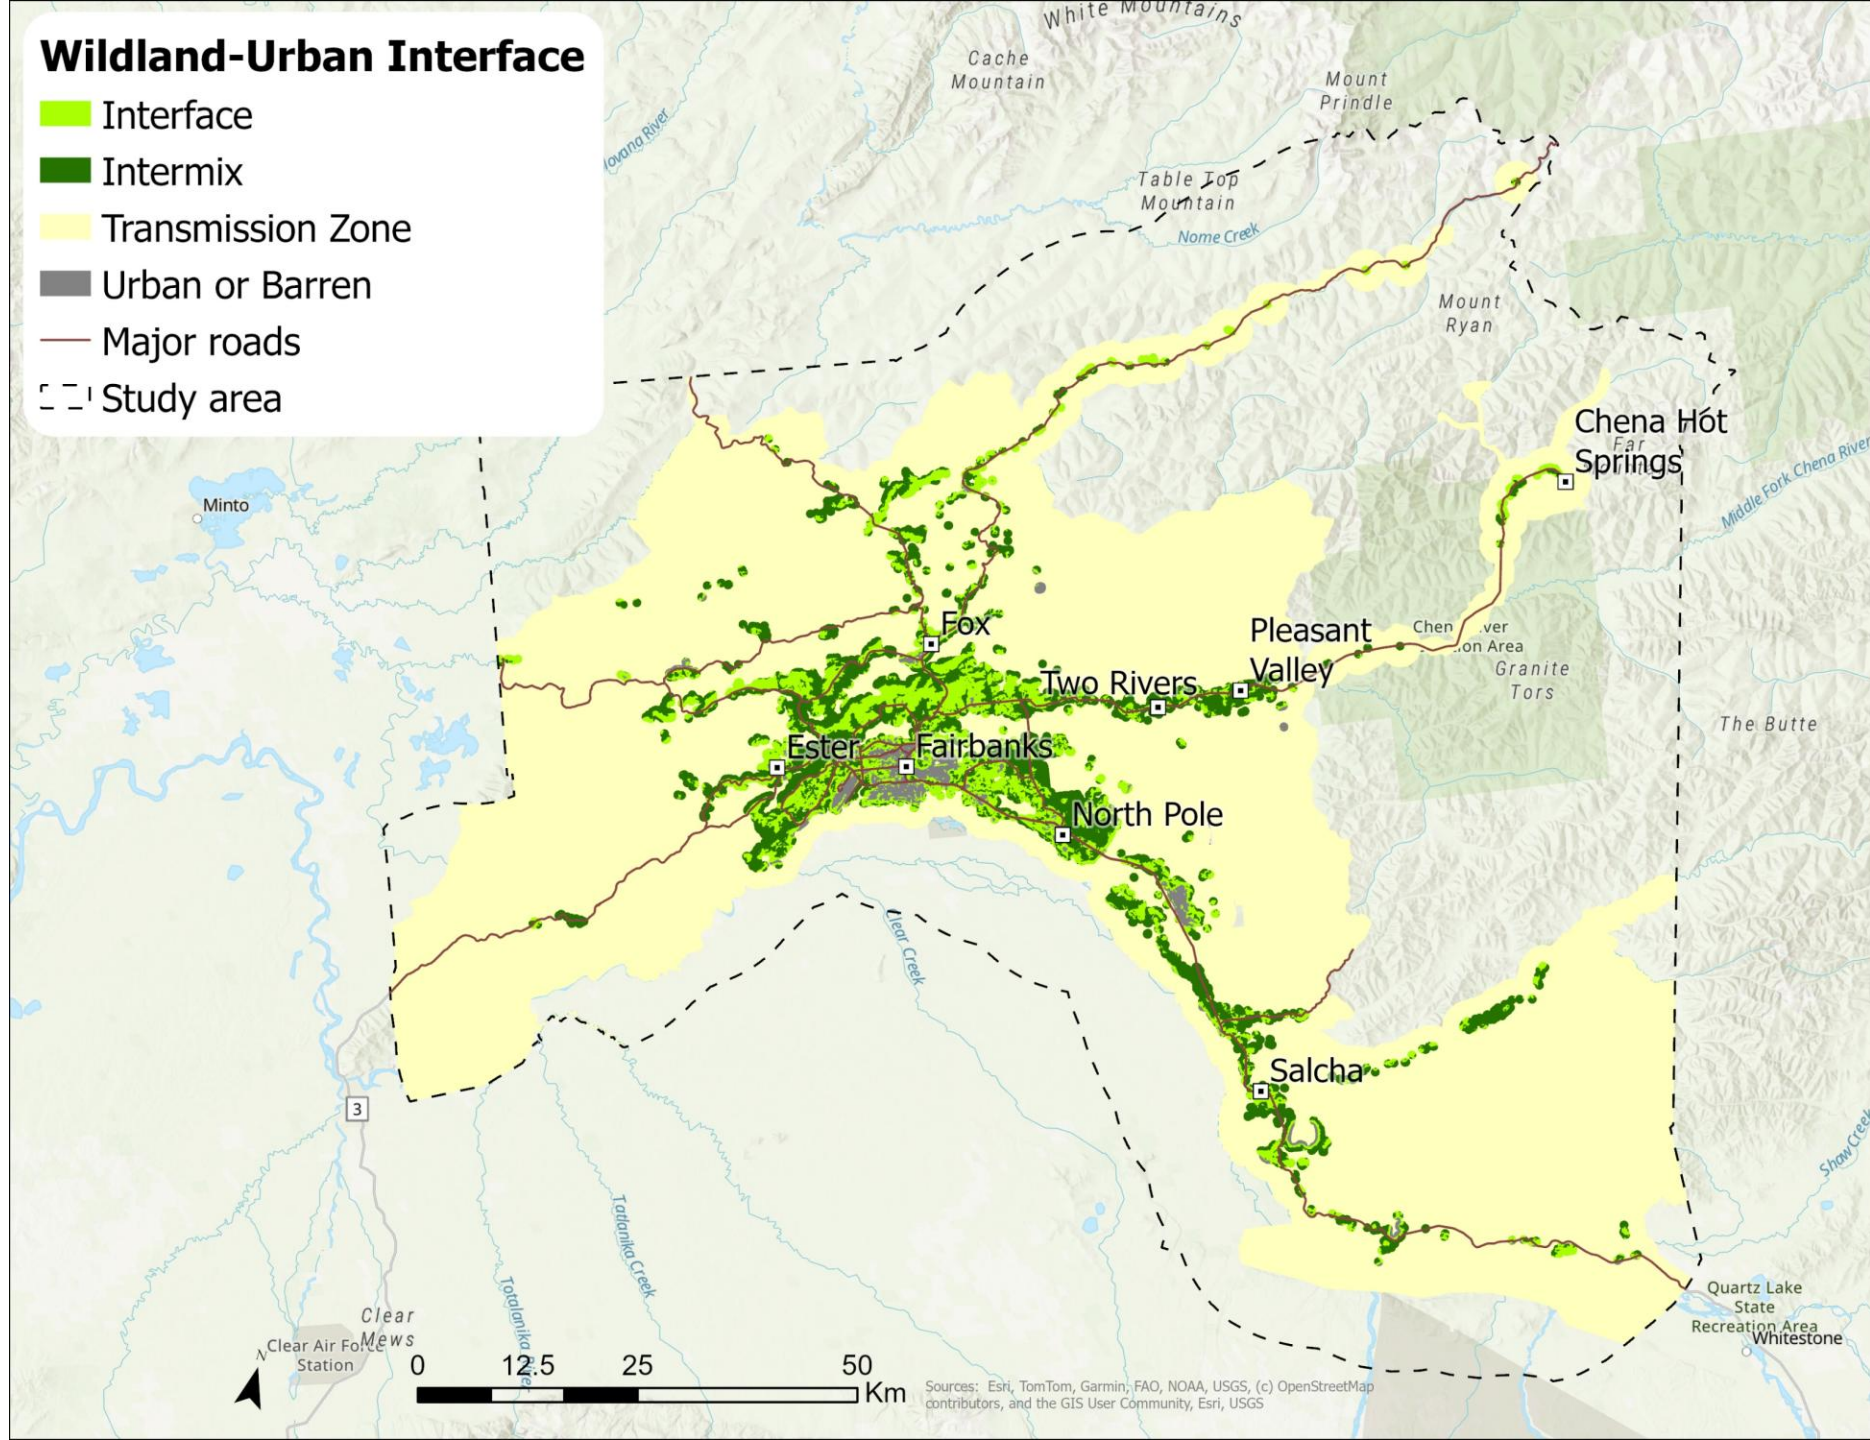 Wildland-Urban Interface
Interface
Intermix
Transmission Zone
Urban or Barren
Major roads
Study area
White Mountains
Cache
Mountain
Mount
Prindle
Table Top
Mountain
Nome Creek
Mount
Ryan
Chena Hot
Springs
Far
Middle Fork Chena River
Minto
Fox
Pleasant
Valley
Granite
Tors
Two Rivers
The Butte
Ester
Fairbanks
North Pole
Clear Creek
Salcha
3
Shaw Creek
Tatlanika Creek
Totatlanika River
Clear
Mews
Clear Air Force
Station
Quartz Lake
State
Recreation Area
Whitestone
N
0 12.5 25 50
Km
Sources: Esri, TomTom, Garmin, FAO, NOAA, USGS, (c) OpenStreetMap
contributors, and the GIS User Community, Esri, USGS